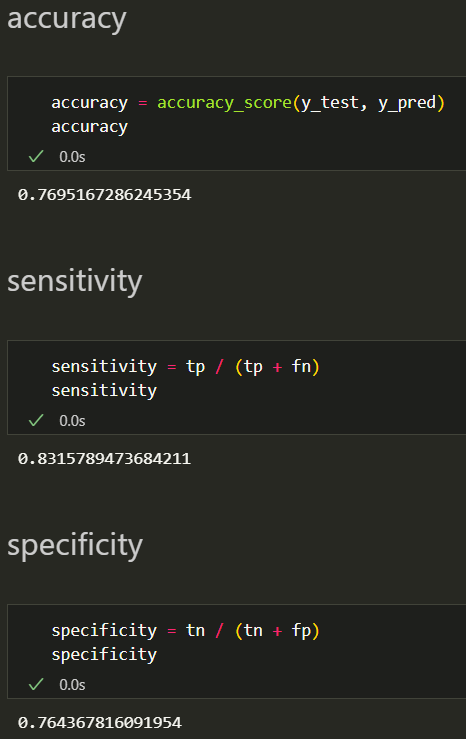 accuracy
accuracy = accuracy_score(y_test, y_pred)
accuracy
0.0s
0.7695167286245354
sensitivity
sensitivity = tp / (tp + fn)
sensitivity
0.0s
0.8315789473684211
specificity
specificity = tn / (tn + fp)
specificity
0.0s
0.764367816091954